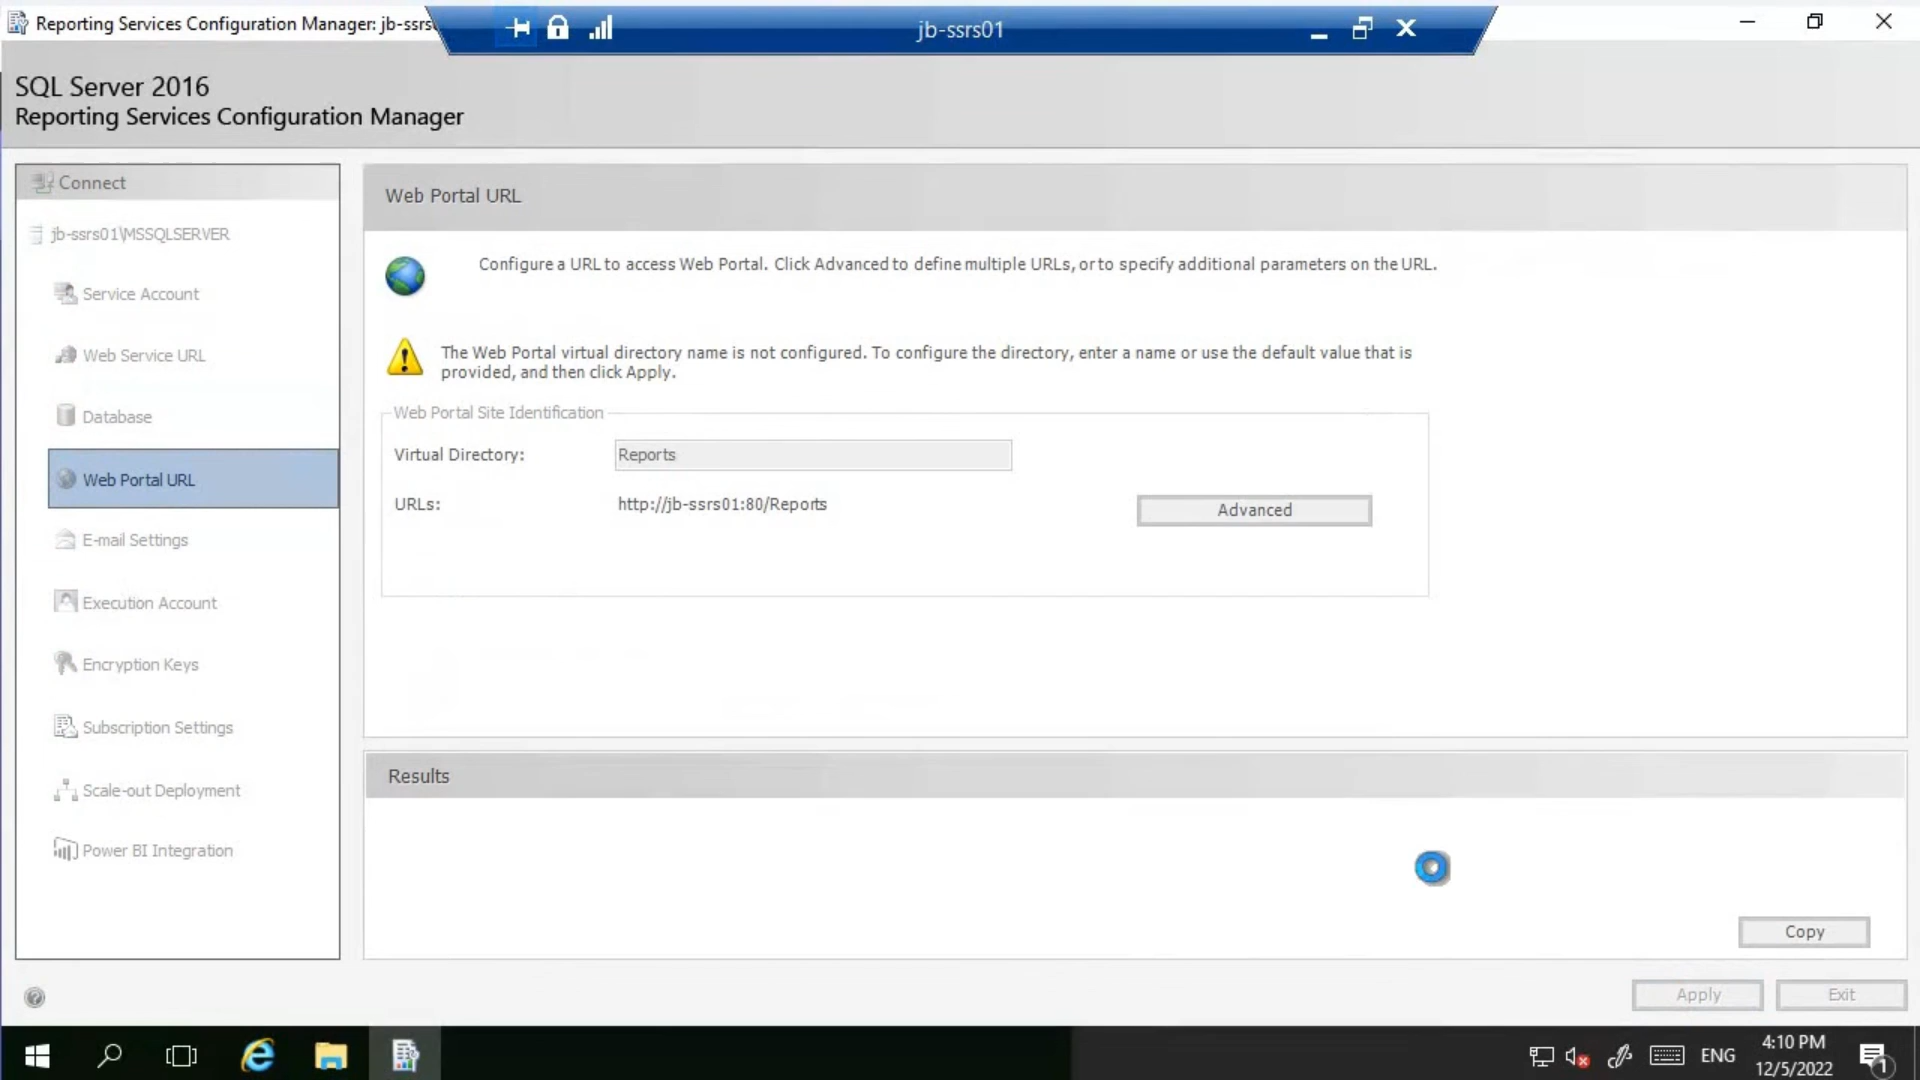 Reporting Services Configuration Manager: jb-ssrs
jb-ssrs01
SQL Server 2016
Reporting Services Configuration Manager
Connect
jb-ssrs01\MSSQLSERVER
Service Account
Web Service URL
Database
Web Portal URL
E-mail Settings
Execution Account
Encryption Keys
Subscription Settings
Scale-out Deployment
Power BI Integration
Web Portal URL
Configure a URL to access Web Portal. Click Advanced to define multiple URLs, or to specify additional parameters on the URL.
The Web Portal virtual directory name is not configured. To configure the directory, enter a name or use the default value that is
provided, and then click Apply.
Web Portal Site Identification
Virtual Directory: Reports
URLs: http://jb-ssrs01:80/Reports
Advanced
Results
Copy
Apply Exit
ENG
4:10 PM
12/5/2022
1